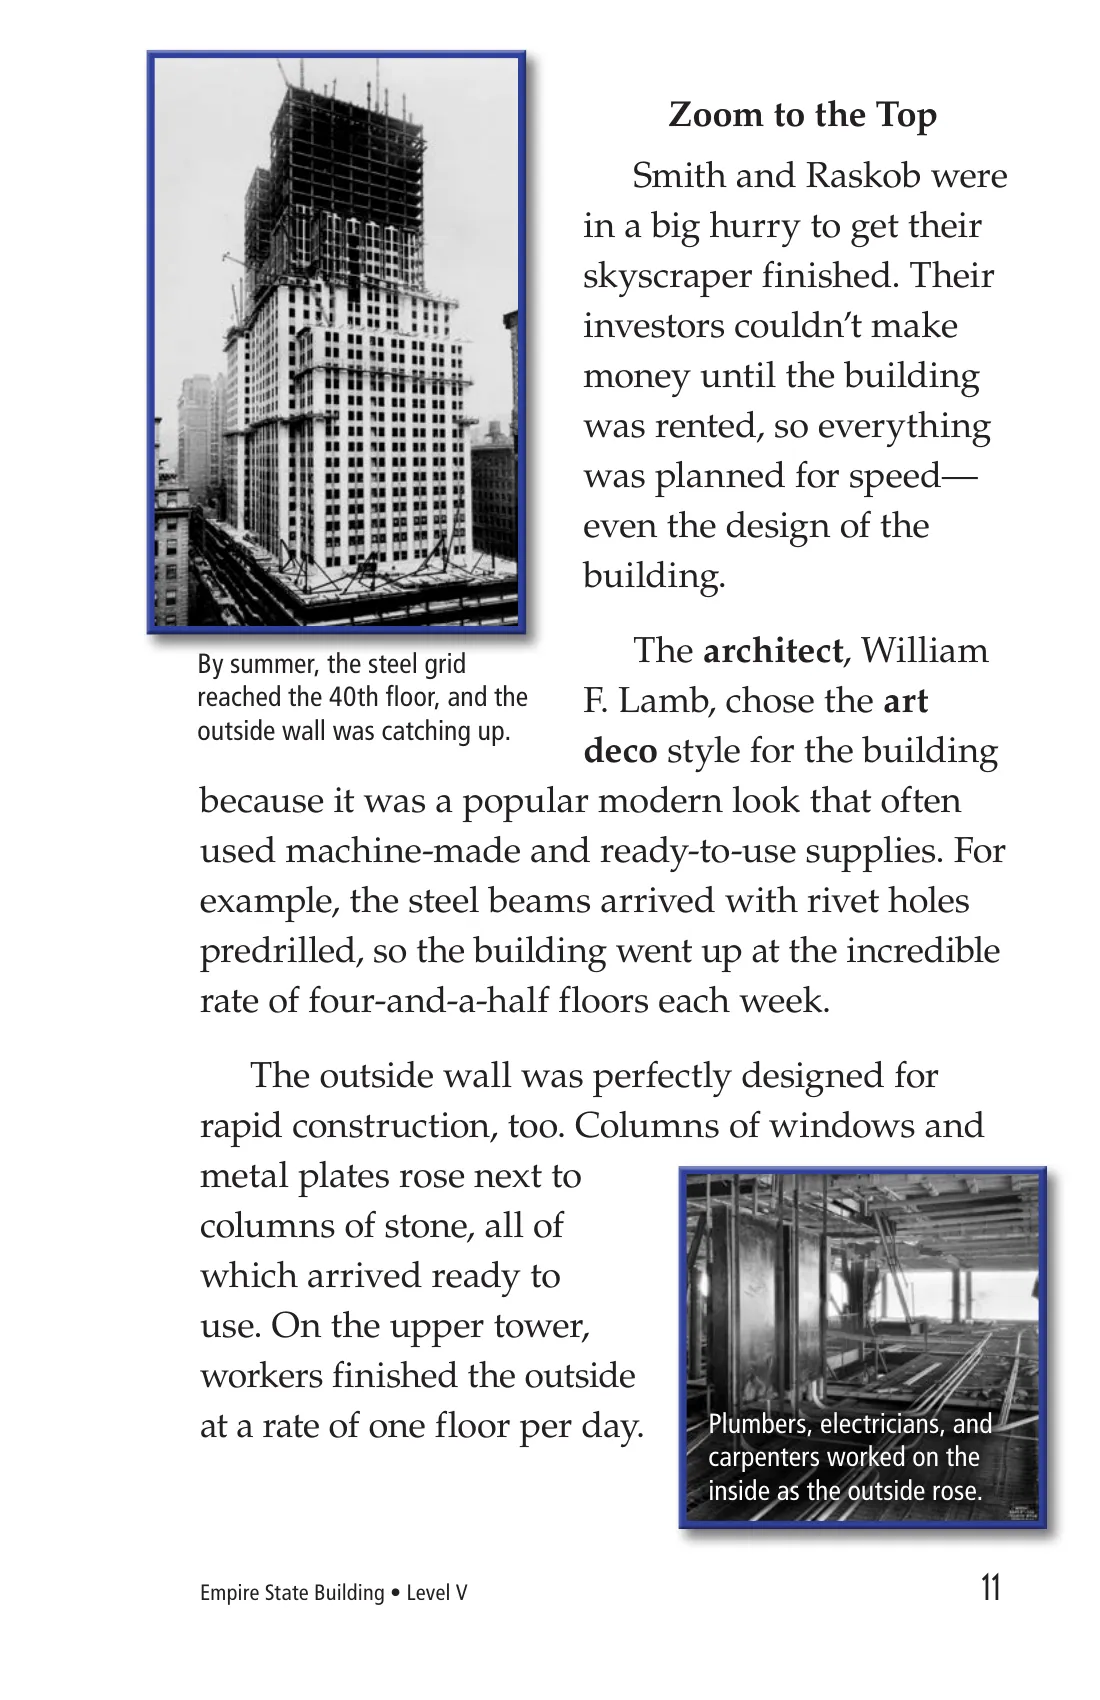 Zoom to the Top
Smith and Raskob were
in a big hurry to get their
skyscraper finished. Their
investors couldn’t make
money until the building
was rented, so everything
was planned for speed—
even the design of the
building.
By summer, the steel grid
reached the 40th floor, and the
outside wall was catching up.
The architect, William
F. Lamb, chose the art
deco style for the building
because it was a popular modern look that often
used machine-made and ready-to-use supplies. For
example, the steel beams arrived with rivet holes
predrilled, so the building went up at the incredible
rate of four-and-a-half floors each week.
The outside wall was perfectly designed for
rapid construction, too. Columns of windows and
metal plates rose next to
columns of stone, all of
which arrived ready to
use. On the upper tower,
workers finished the outside
at a rate of one floor per day.
Plumbers, electricians, and
carpenters worked on the
inside as the outside rose.
Empire State Building • Level V
11